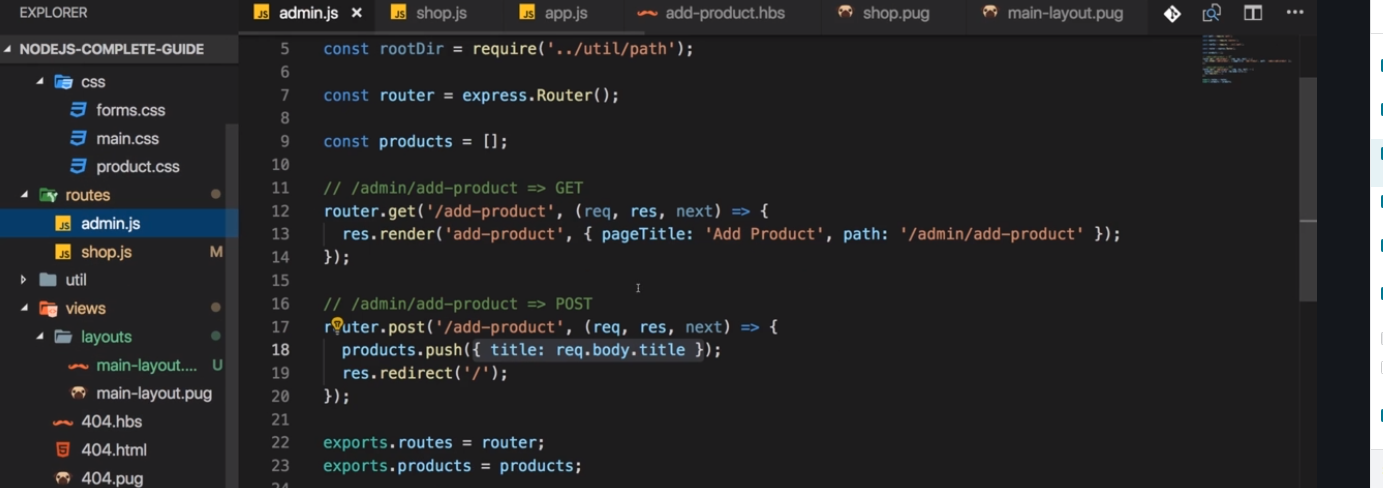 EXPLORER
NODEJS-COMPLETE-GUIDE
css
forms.css
main.css
product.css
routes
admin.js
shop.js M
util
views
layouts
main-layout.... U
main-layout.pug
404.hbs
404.html
404.pug
admin.js × shop.js app.js add-product.hbs shop.pug main-layout.pug ...
5 const rootDir = require('../util/path');
6
7 const router = express.Router();
8
9 const products = [];
10
11 // /admin/add-product => GET
12 router.get('/add-product', (req, res, next) => {
13 res.render('add-product', { pageTitle: 'Add Product', path: '/admin/add-product' });
14 });
15
16 // /admin/add-product => POST
17 router.post('/add-product', (req, res, next) => {
18 products.push({ title: req.body.title });
19 res.redirect('/');
20 });
21
22 exports.routes = router;
23 exports.products = products;